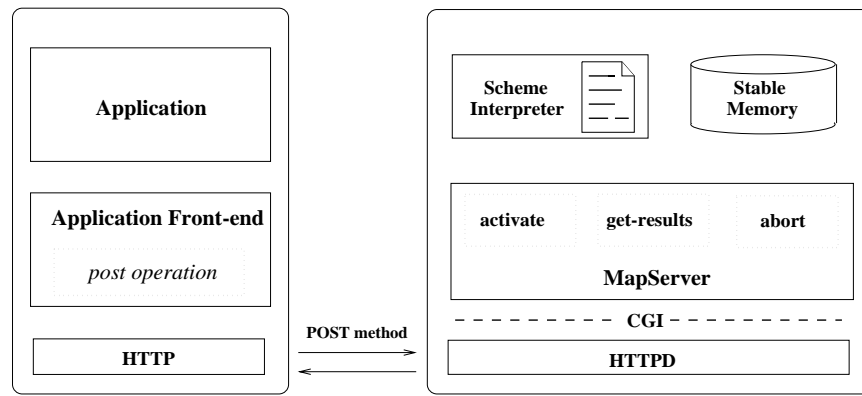 Application
Application Front-end
post operation
HTTP
POST method
Scheme
Interpreter
Stable
Memory
activate
get-results
abort
MapServer
CGI
HTTPD